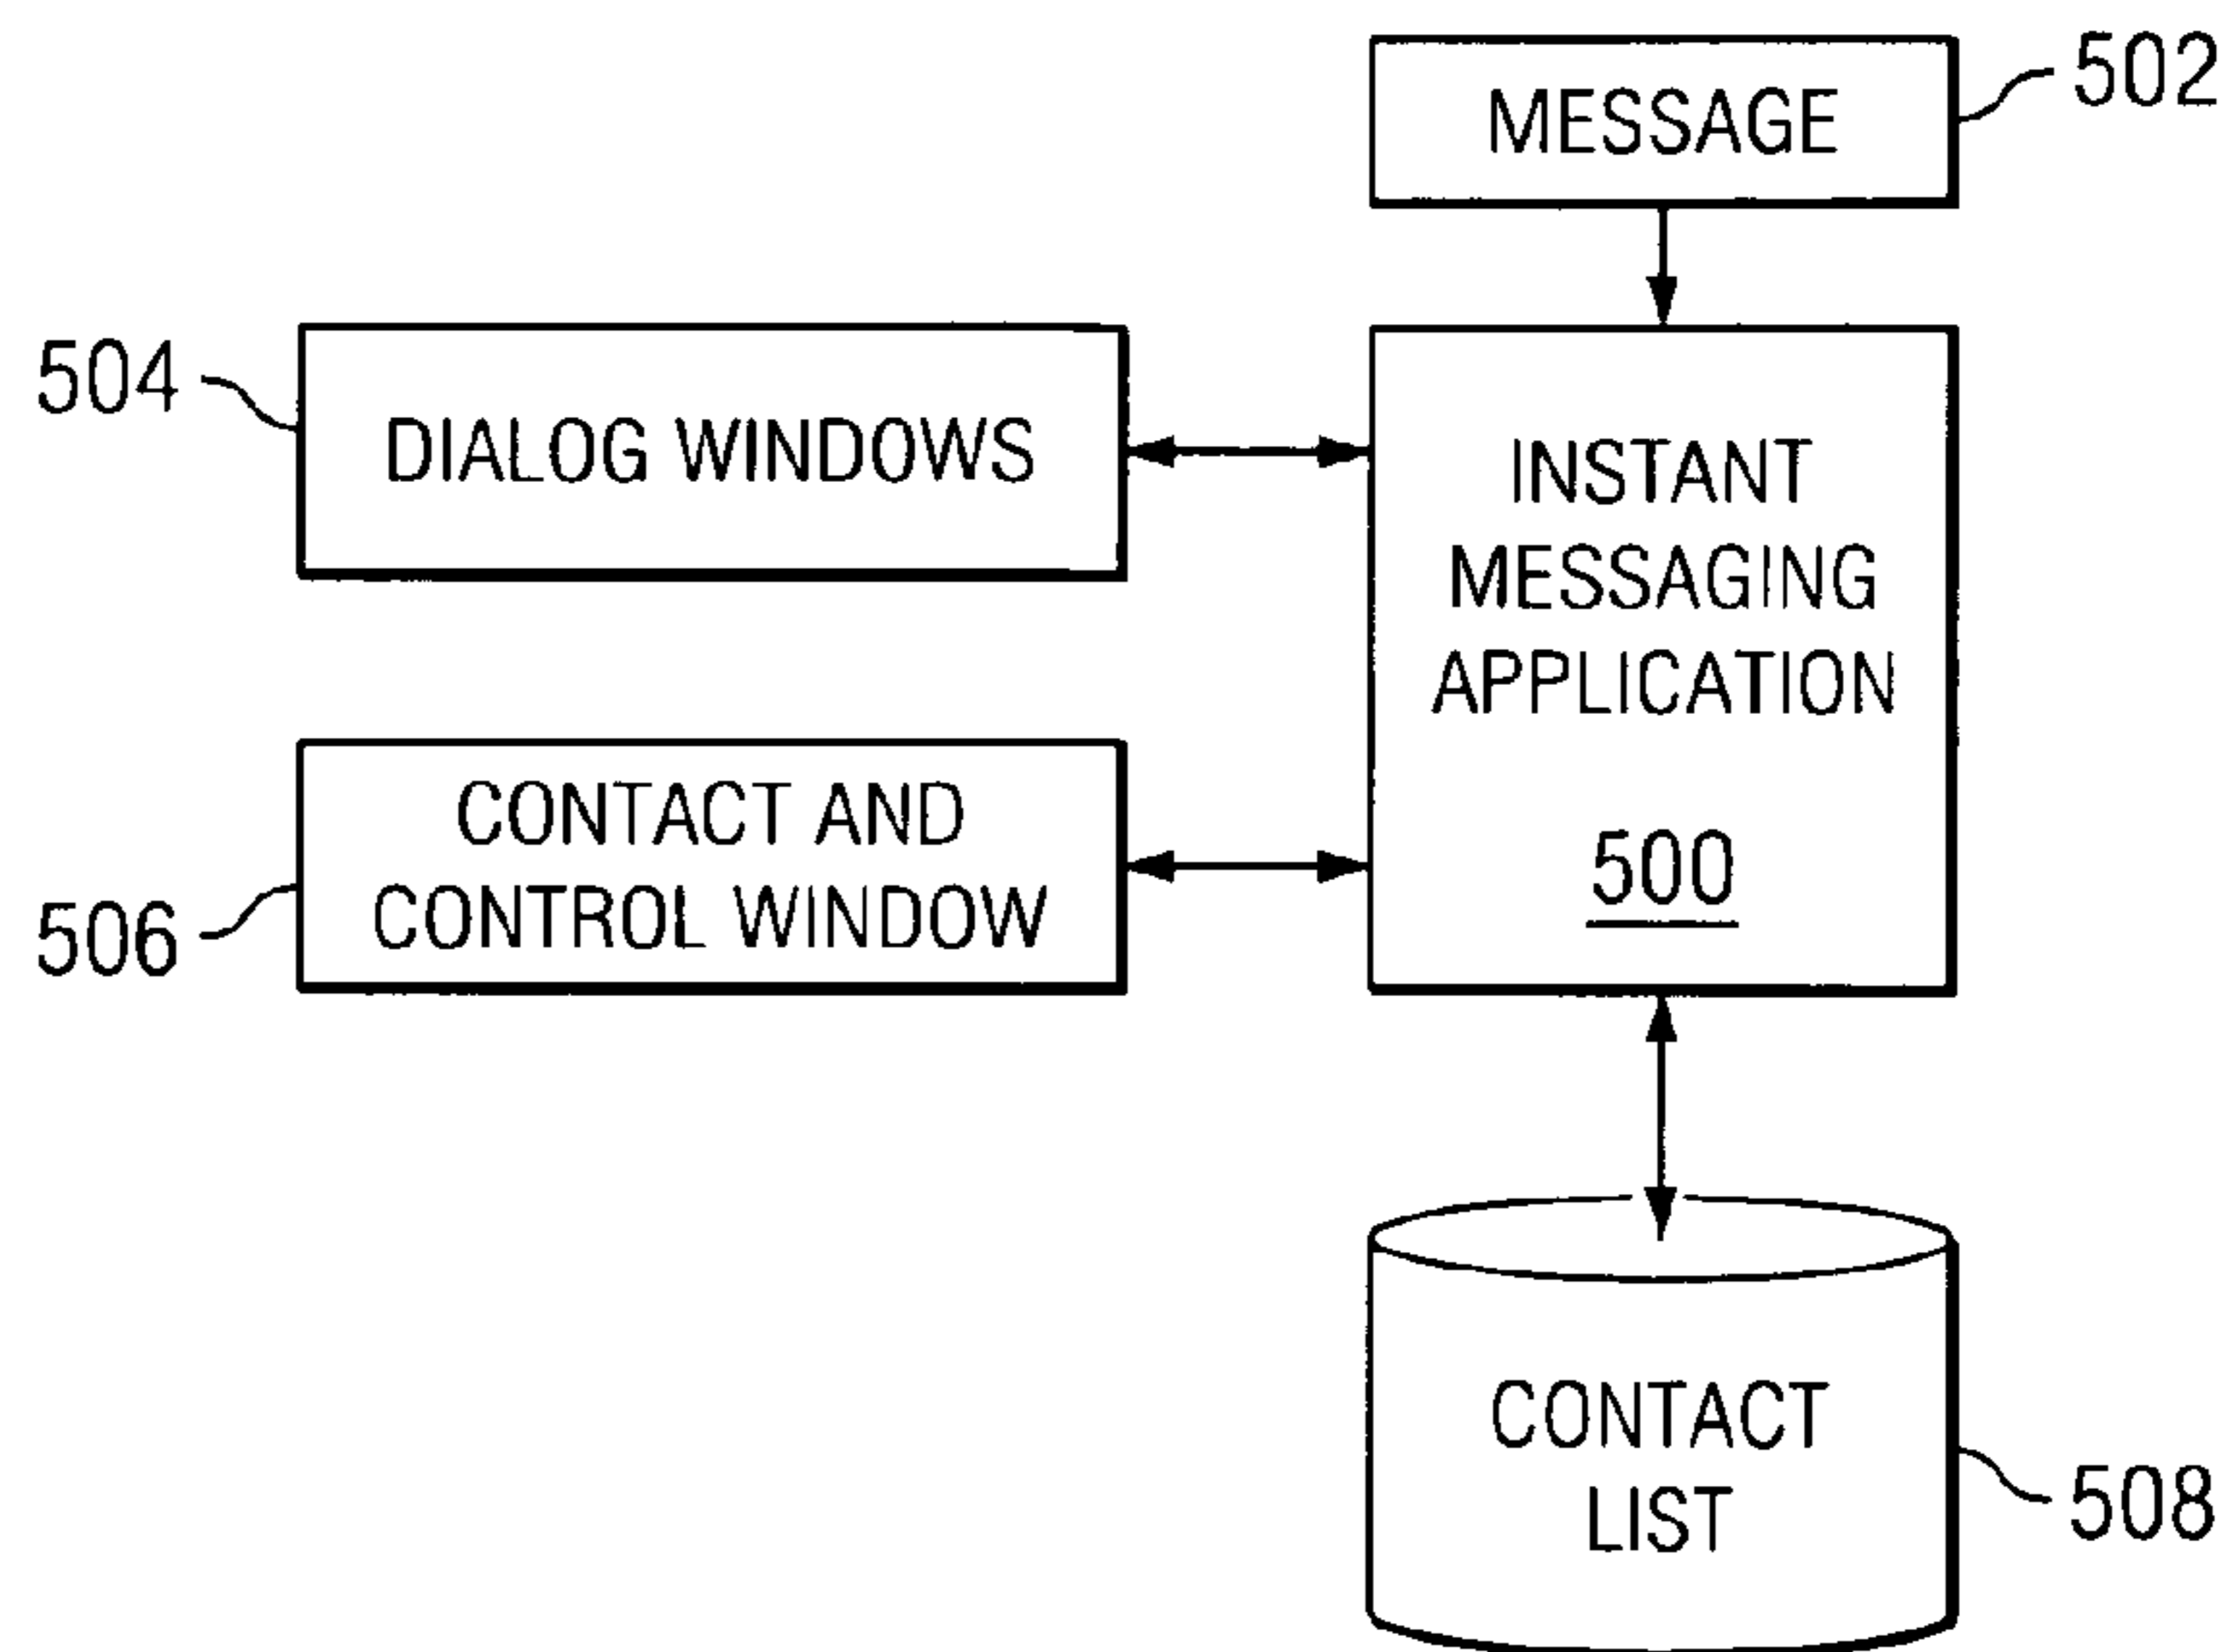 MESSAGE
502
504
DIALOG WINDOWS
INSTANT
MESSAGING
APPLICATION
500
CONTACT AND
CONTROL WINDOW
506
CONTACT
LIST
508